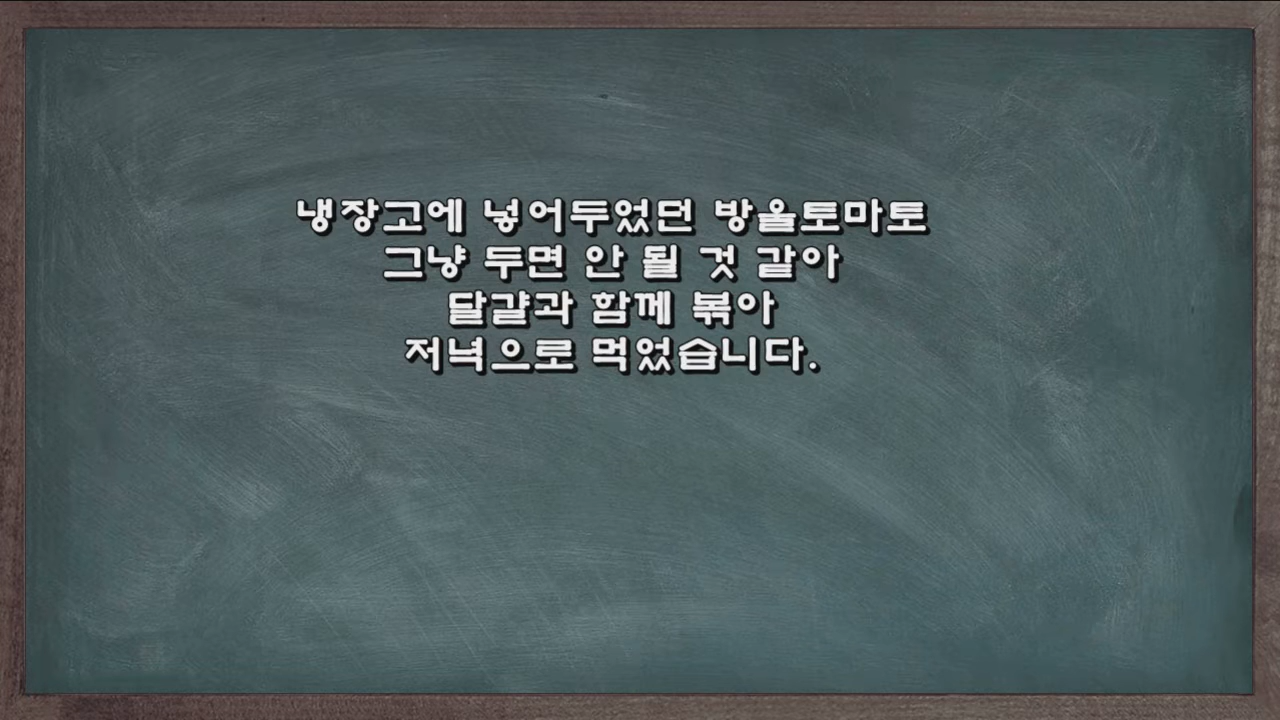 냉장고에 넣어두었던 방울토마토
그냥 두면 안 될 것 같아
달걀과 함께 볶아
저녁으로 먹었습니다.